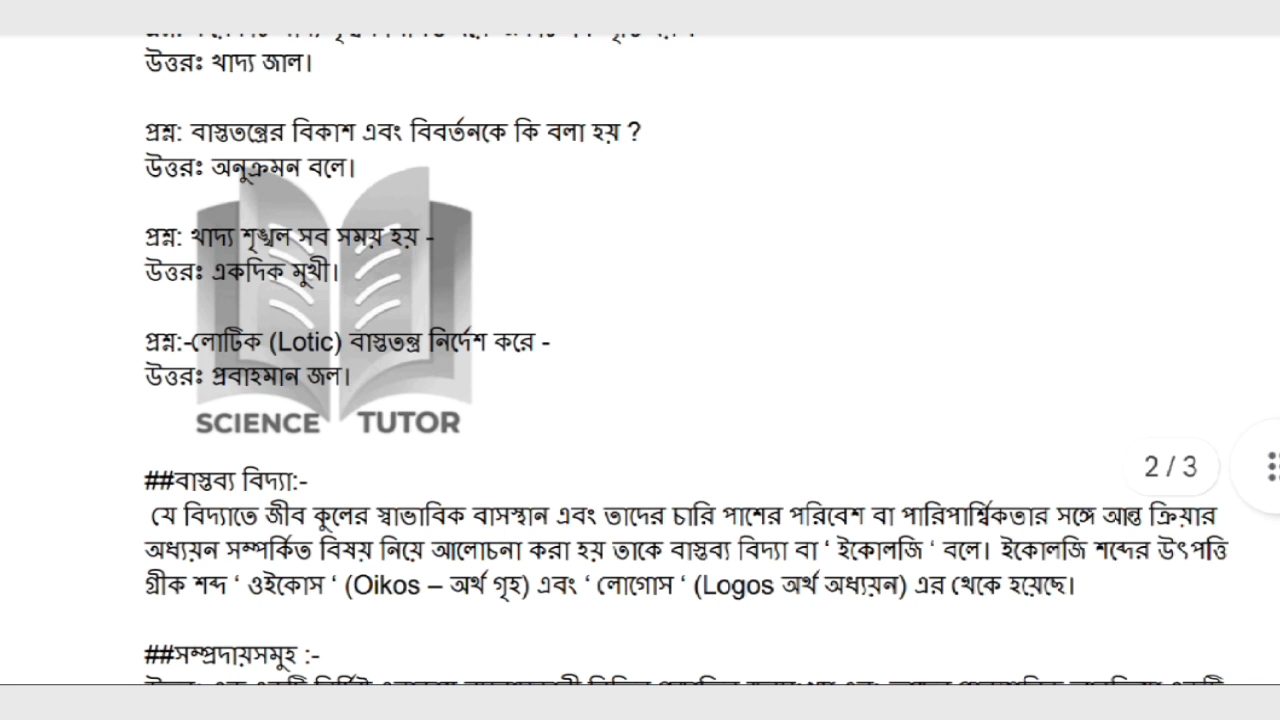 উত্তরঃ খাদ্য জাল।
প্রশ্ন: বাস্তুতন্ত্রের বিকাশ এবং বিবর্তনকে কি বলা হয় ?
উত্তরঃ অনুক্রমন বলে।
প্রশ্ন: খাদ্য শৃঙ্খল সব সময় হয় -
উত্তরঃ একদিক মুখী।
প্রশ্ন:-লোটিক (Lotic) বাস্তুতন্ত্র নির্দেশ করে -
উত্তরঃ প্রবাহমান জল।
SCIENCE TUTOR
2 / 3
##বাস্তব্য বিদ্যা:-
যে বিদ্যাতে জীব কুলের স্বাভাবিক বাসস্থান এবং তাদের চারি পাশের পরিবেশ বা পারিপার্শ্বিকতার সঙ্গে আন্ত ক্রিয়ার
অধ্যয়ন সম্পর্কিত বিষয় নিয়ে আলোচনা করা হয় তাকে বাস্তব্য বিদ্যা বা ‘ ইকোলজি ‘ বলে। ইকোলজি শব্দের উৎপত্তি
গ্রীক শব্দ ‘ ওইকোস ‘ (Oikos – অর্থ গৃহ) এবং ‘ লোগোস ‘ (Logos অর্থ অধ্যয়ন) এর থেকে হয়েছে।
##সম্প্রদায়সমুহ :-